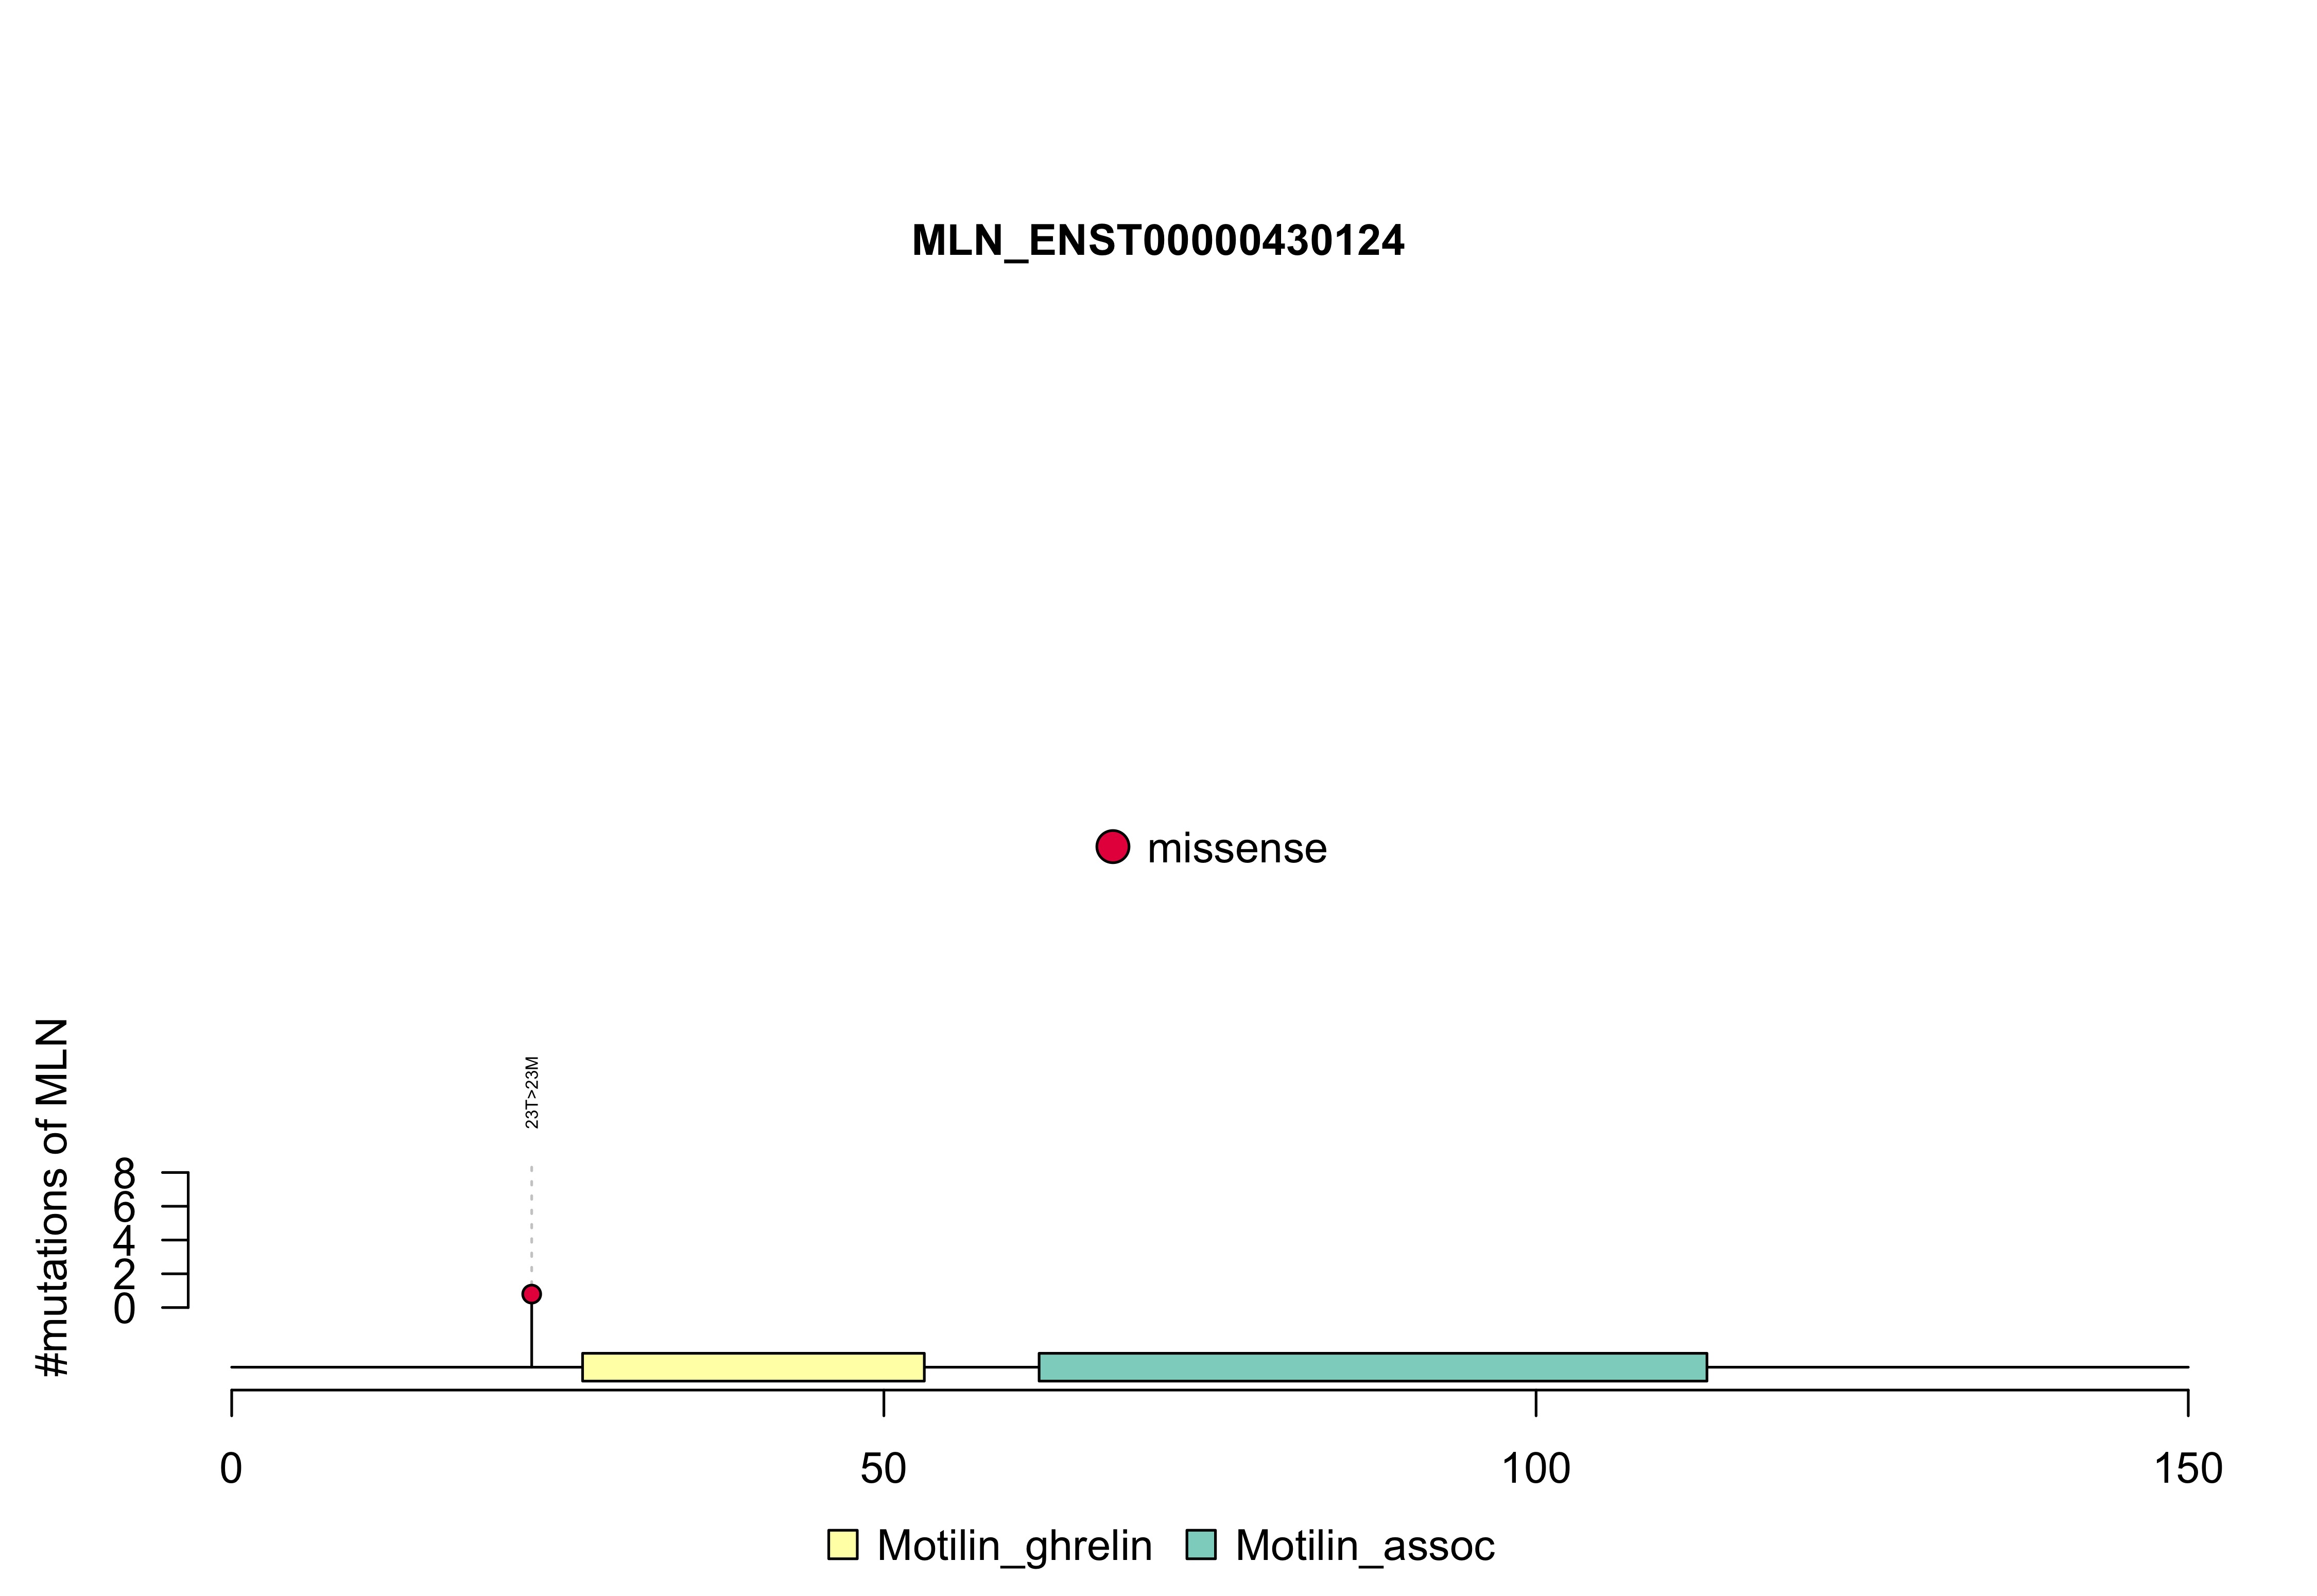 MLN_ENST00000430124
missense
#mutations of MLN
23T>23M
8
6
4
2
0
0 50 100 150
Motilin_ghrelin Motilin_assoc